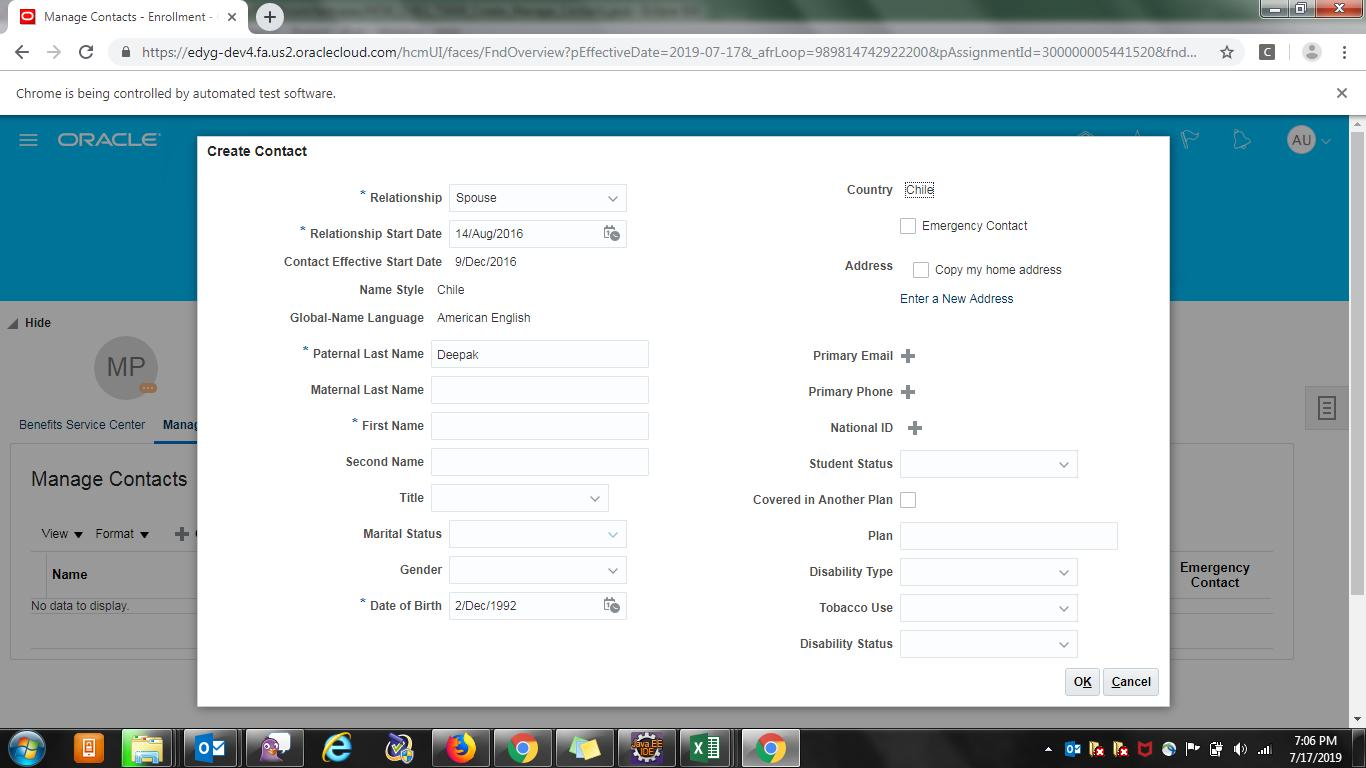 Manage Contacts - Enrollment -
https://edyg-dev4.fa.us2.oraclecloud.com/hcmUI/faces/FndOverview?pEffectiveDate=2019-07-17&_afrLoop=989814742922200&pAssignmentId=300000005441520&fnd...
C
Chrome is being controlled by automated test software.
ORACLE
AU
Create Contact
* Relationship Spouse
* Relationship Start Date 14/Aug/2016
Contact Effective Start Date 9/Dec/2016
Name Style Chile
Global-Name Language American English
* Paternal Last Name Deepak
Maternal Last Name
* First Name
Second Name
Title
Marital Status
Gender
* Date of Birth 2/Dec/1992
Country Chile
Emergency Contact
Address Copy my home address
Enter a New Address
Primary Email
Primary Phone
National ID
Student Status
Covered in Another Plan
Plan
Disability Type
Tobacco Use
Disability Status
OK Cancel
Hide
MP
Benefits Service Center Manag
Manage Contacts
View Format
Name
Emergency
Contact
No data to display.
Java EE
IDE
7:06 PM
7/17/2019